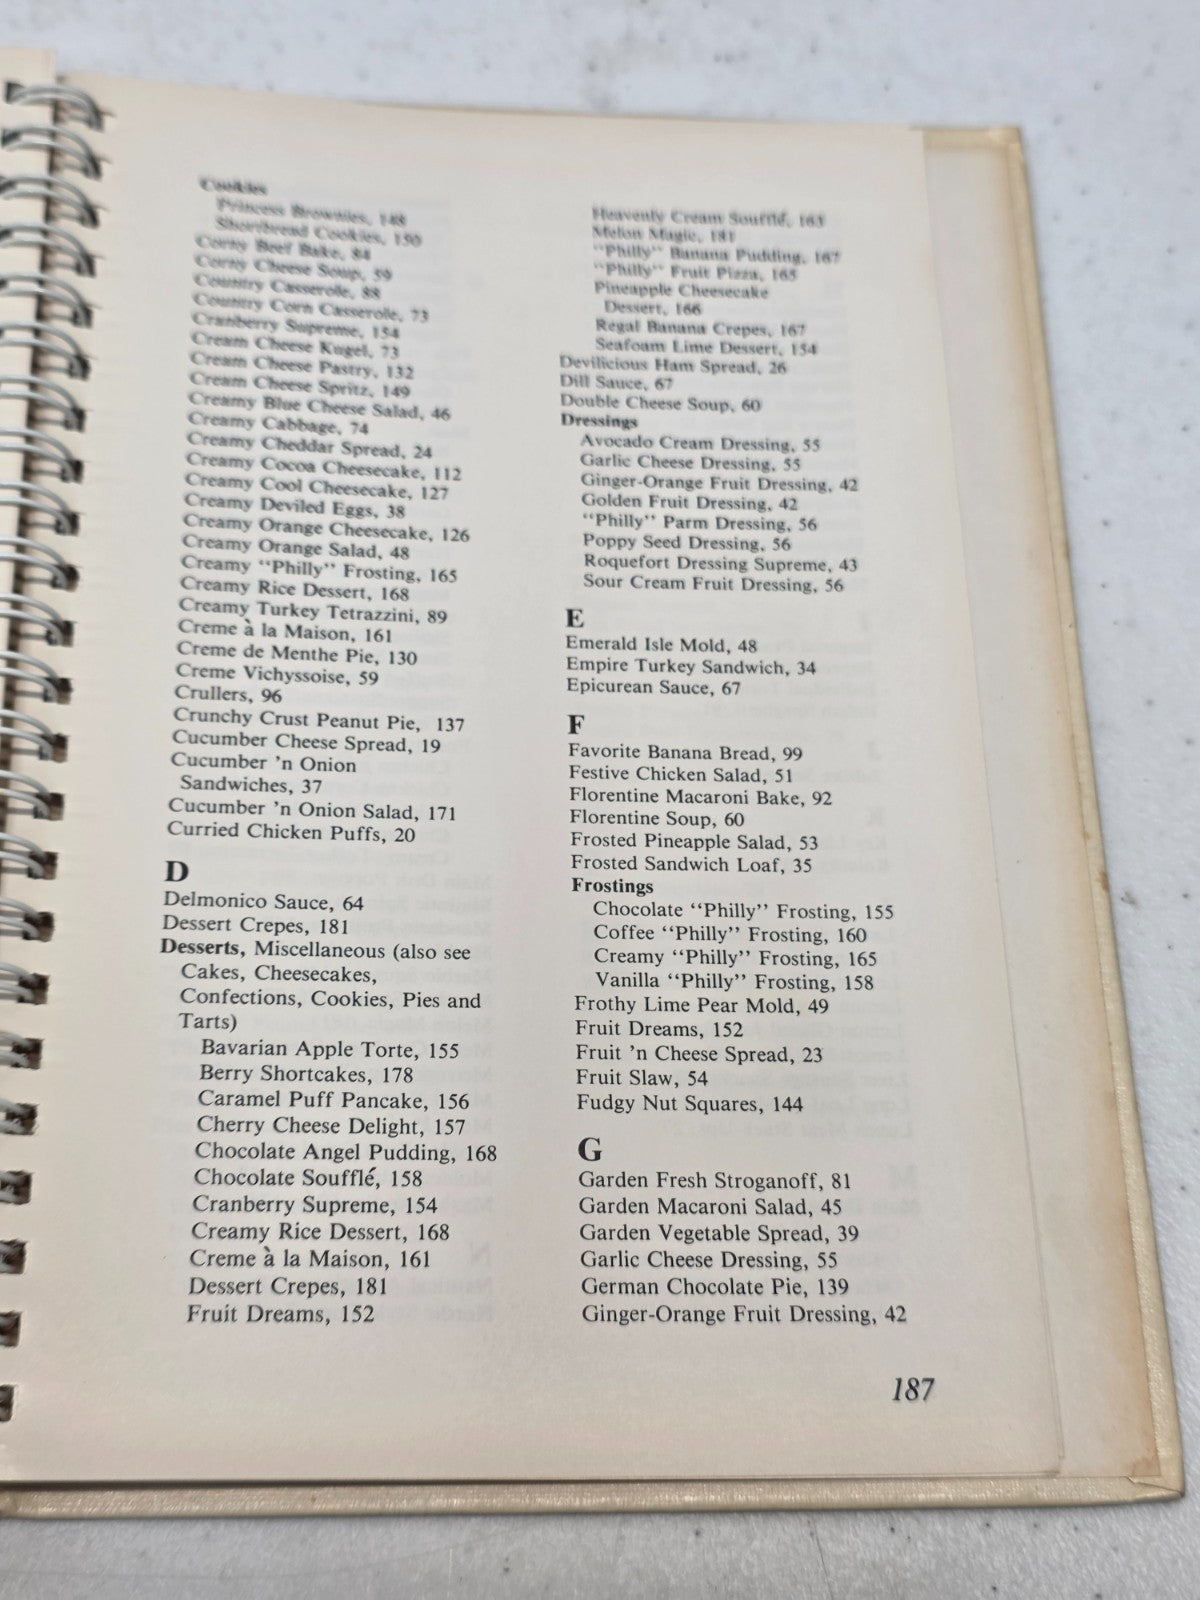 Cookies
Princess Brownies, 148
Shortbread Cookies, 150
Corny Beef Bake, 84
Corny Cheese Soup, 59
Country Casserole, 88
Country Corn Casserole, 73
Cranberry Supreme, 154
Cream Cheese Kugel, 73
Cream Cheese Pastry, 132
Cream Cheese Spritz, 149
Creamy Blue Cheese Salad, 46
Creamy Cabbage, 74
Creamy Cheddar Spread, 24
Creamy Cocoa Cheesecake, 112
Creamy Cool Cheesecake, 127
Creamy Deviled Eggs, 38
Creamy Orange Cheesecake, 126
Creamy Orange Salad, 48
Creamy "Philly" Frosting, 165
Creamy Rice Dessert, 168
Creamy Turkey Tetrazzini, 89
Creme à la Maison, 161
Creme de Menthe Pie, 130
Creme Vichyssoise, 59
Crullers, 96
Crunchy Crust Peanut Pie, 137
Cucumber Cheese Spread, 19
Cucumber 'n Onion
Sandwiches, 37
Cucumber 'n Onion Salad, 171
Curried Chicken Puffs, 20
D
Delmonico Sauce, 64
Dessert Crepes, 181
Desserts, Miscellaneous (also see
Cakes, Cheesecakes,
Confections, Cookies, Pies and
Tarts)
Bavarian Apple Torte, 155
Berry Shortcakes, 178
Caramel Puff Pancake, 156
Cherry Cheese Delight, 157
Chocolate Angel Pudding, 168
Chocolate Soufflé, 158
Cranberry Supreme, 154
Creamy Rice Dessert, 168
Creme à la Maison, 161
Dessert Crepes, 181
Fruit Dreams, 152
Heavenly Cream Soufflé, 163
Melon Magic, 181
"Philly" Banana Pudding, 167
"Philly" Fruit Pizza, 165
Pineapple Cheesecake
Dessert, 166
Regal Banana Crepes, 167
Seafoam Lime Dessert, 154
Devilicious Ham Spread, 26
Dill Sauce, 67
Double Cheese Soup, 60
Dressings
Avocado Cream Dressing, 55
Garlic Cheese Dressing, 55
Ginger-Orange Fruit Dressing, 42
Golden Fruit Dressing, 42
"Philly" Parm Dressing, 56
Poppy Seed Dressing, 56
Roquefort Dressing Supreme, 43
Sour Cream Fruit Dressing, 56
E
Emerald Isle Mold, 48
Empire Turkey Sandwich, 34
Epicurean Sauce, 67
F
Favorite Banana Bread, 99
Festive Chicken Salad, 51
Florentine Macaroni Bake, 92
Florentine Soup, 60
Frosted Pineapple Salad, 53
Frosted Sandwich Loaf, 35
Frostings
Chocolate "Philly" Frosting, 155
Coffee "Philly" Frosting, 160
Creamy "Philly" Frosting, 165
Vanilla "Philly" Frosting, 158
Frothy Lime Pear Mold, 49
Fruit Dreams, 152
Fruit 'n Cheese Spread, 23
Fruit Slaw, 54
Fudgy Nut Squares, 144
G
Garden Fresh Stroganoff, 81
Garden Macaroni Salad, 45
Garden Vegetable Spread, 39
Garlic Cheese Dressing, 55
German Chocolate Pie, 139
Ginger-Orange Fruit Dressing, 42
187